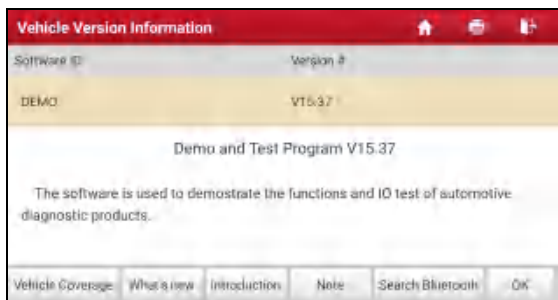 Vehicle Version Information
Software ID Version #
DEMO V15.37
Demo and Test Program V15.37
The software is used to demostrate the functions and IO test of automotive
diagnostic products.
Vehicle Coverage What's new Introduction Note Search Bluetooth OK